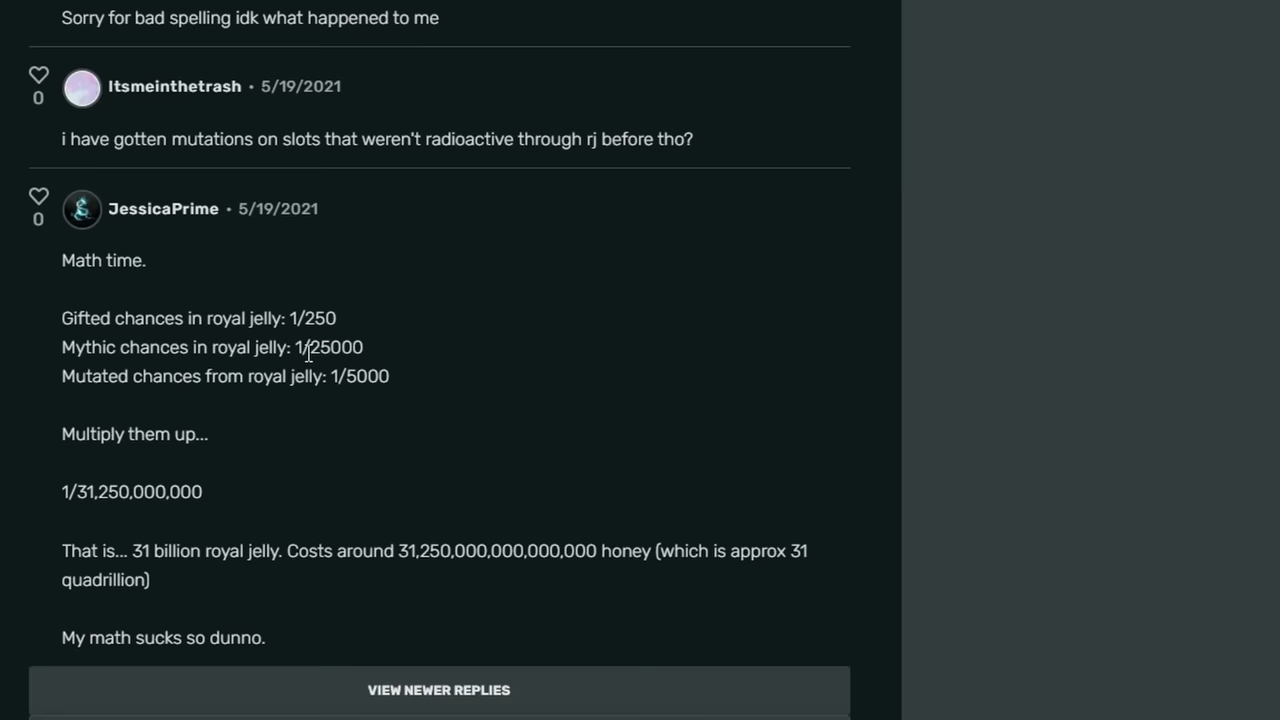 Sorry for bad spelling idk what happened to me
Itsmeinthetrash • 5/19/2021
0
i have gotten mutations on slots that weren't radioactive through rj before tho?
JessicaPrime • 5/19/2021
0
Math time.
Gifted chances in royal jelly: 1/250
Mythic chances in royal jelly: 1/25000
Mutated chances from royal jelly: 1/5000
Multiply them up...
1/31,250,000,000
That is... 31 billion royal jelly. Costs around 31,250,000,000,000,000 honey (which is approx 31
quadrillion)
My math sucks so dunno.
VIEW NEWER REPLIES